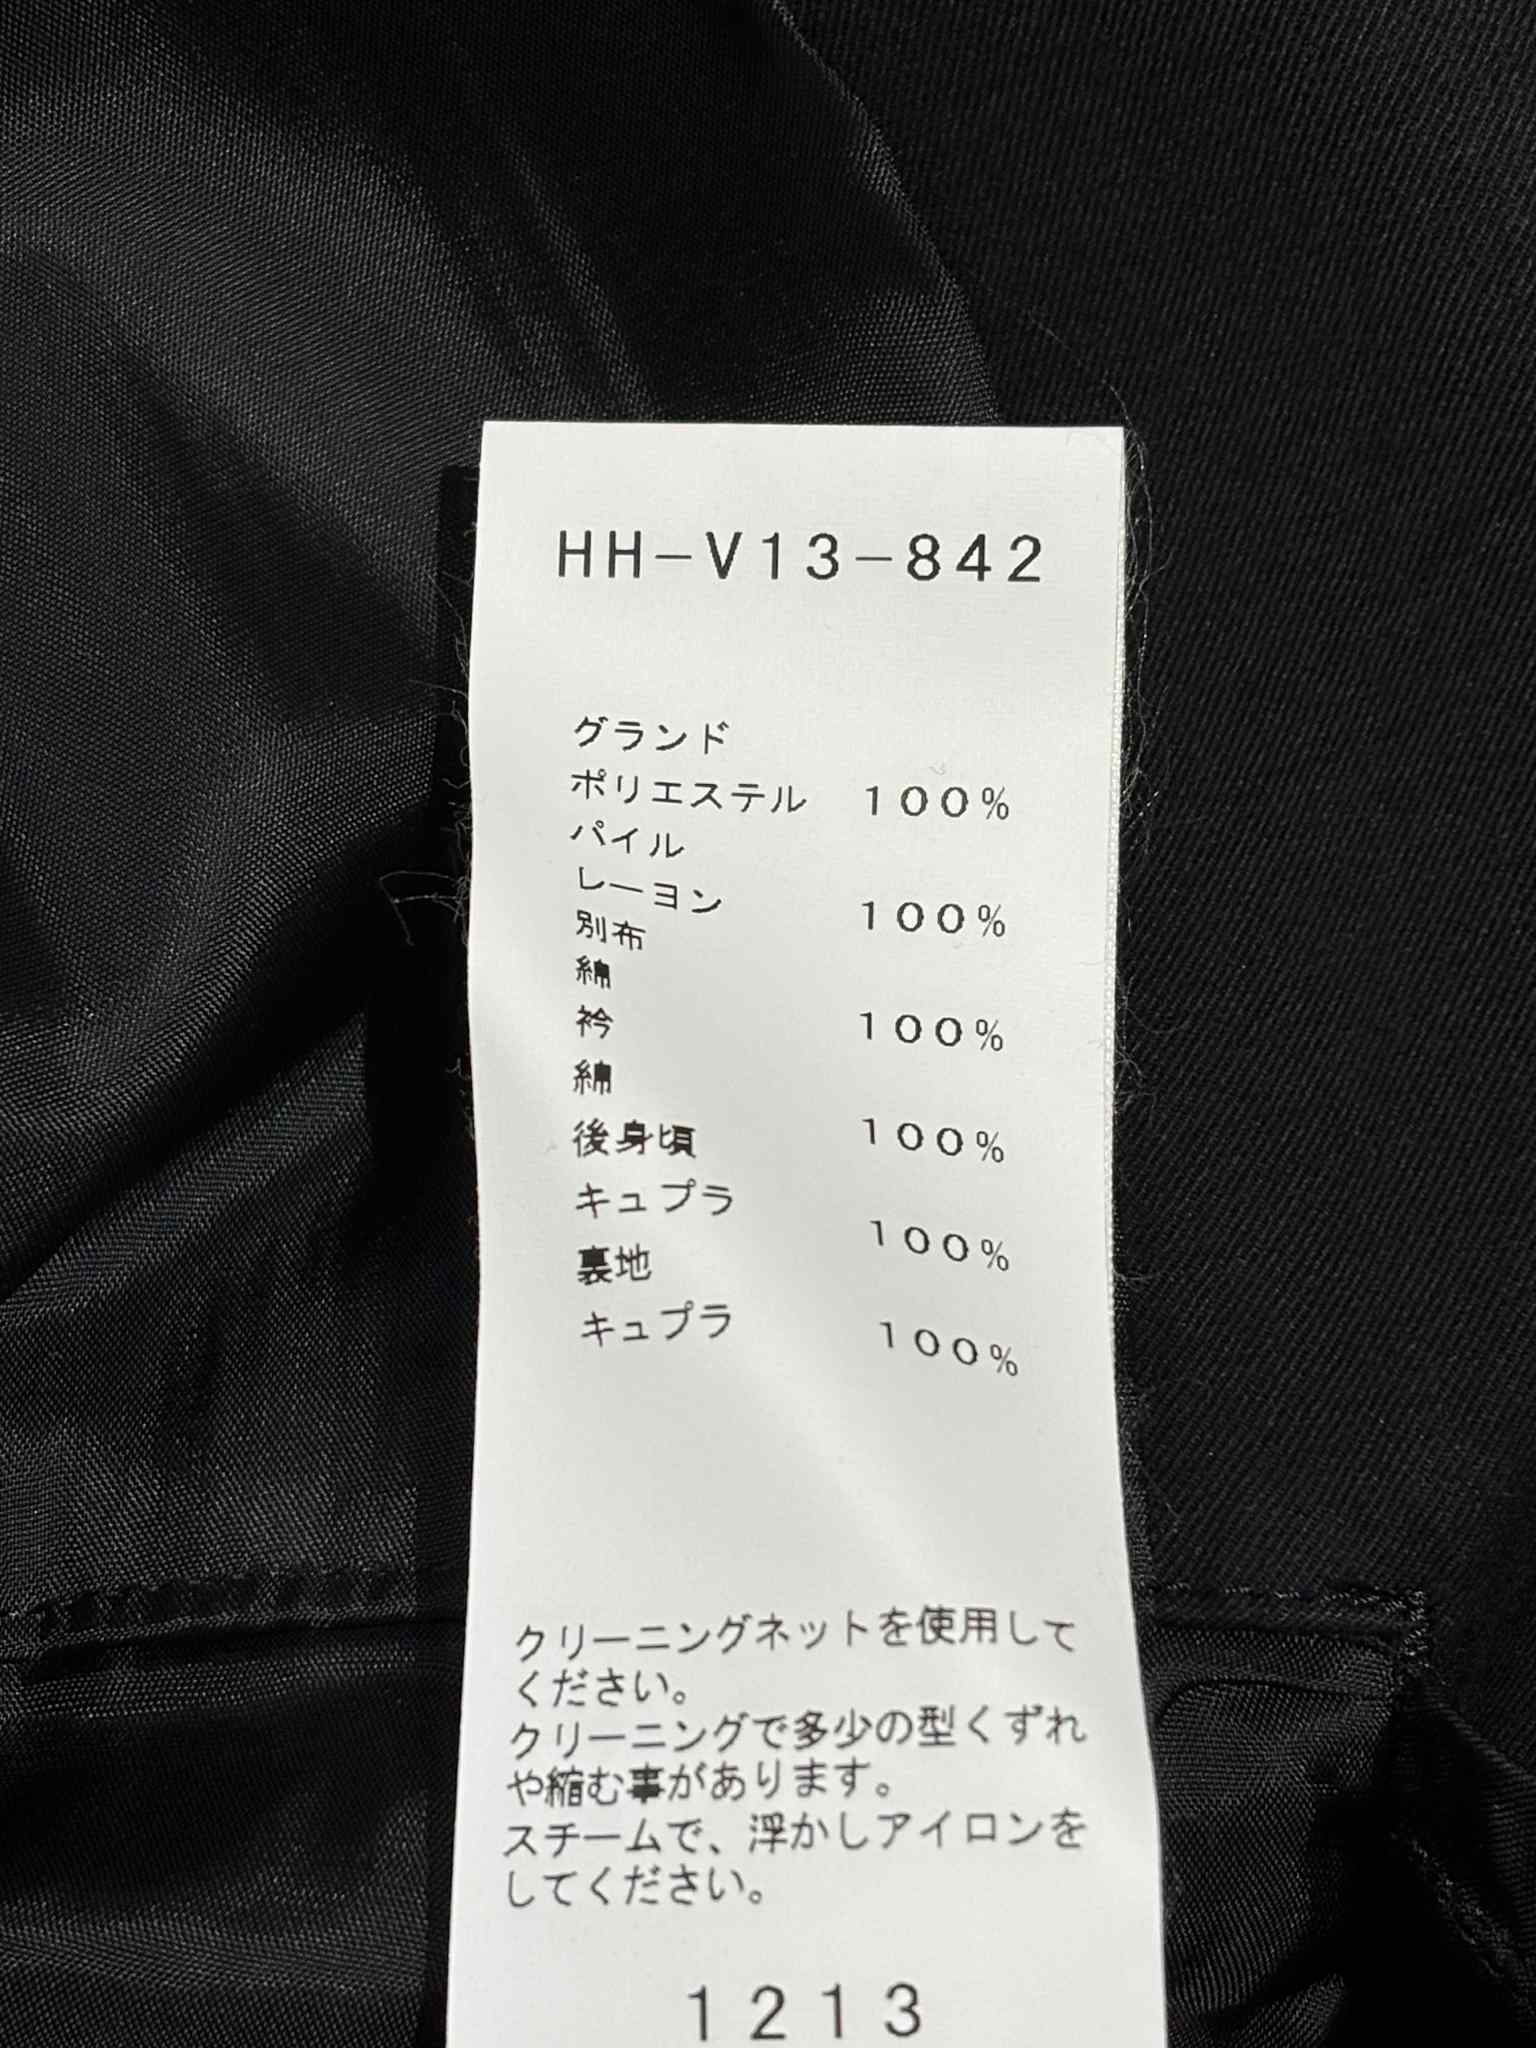 HH-V13-842
グランド
ポリエステル 100%
パイル
レーヨン 100%
別布
綿 100%
衿
綿 100%
後身頃
キュプラ 100%
裏地
キュプラ 100%
クリーニングネットを使用して
ください。
クリーニングで多少の型くずれ
や縮む事があります。
スチームで、浮かしアイロンを
してください。
1213